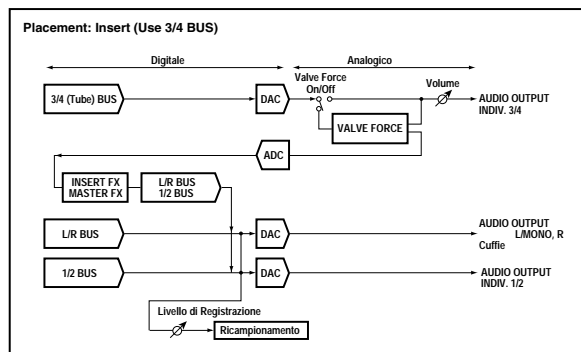 Placement: Insert (Use 3/4 BUS)
Digitale
Analogico
Valve Force
On/Off
Volume
3/4 (Tube) BUS
DAC
AUDIO OUTPUT
INDIV. 3/4
VALVE FORCE
ADC
INSERT FX
MASTER FX
L/R BUS
1/2 BUS
L/R BUS
DAC
AUDIO OUTPUT
L/MONO, R
Cuffie
1/2 BUS
DAC
AUDIO OUTPUT
INDIV. 1/2
Livello di Registrazione
Ricampionamento